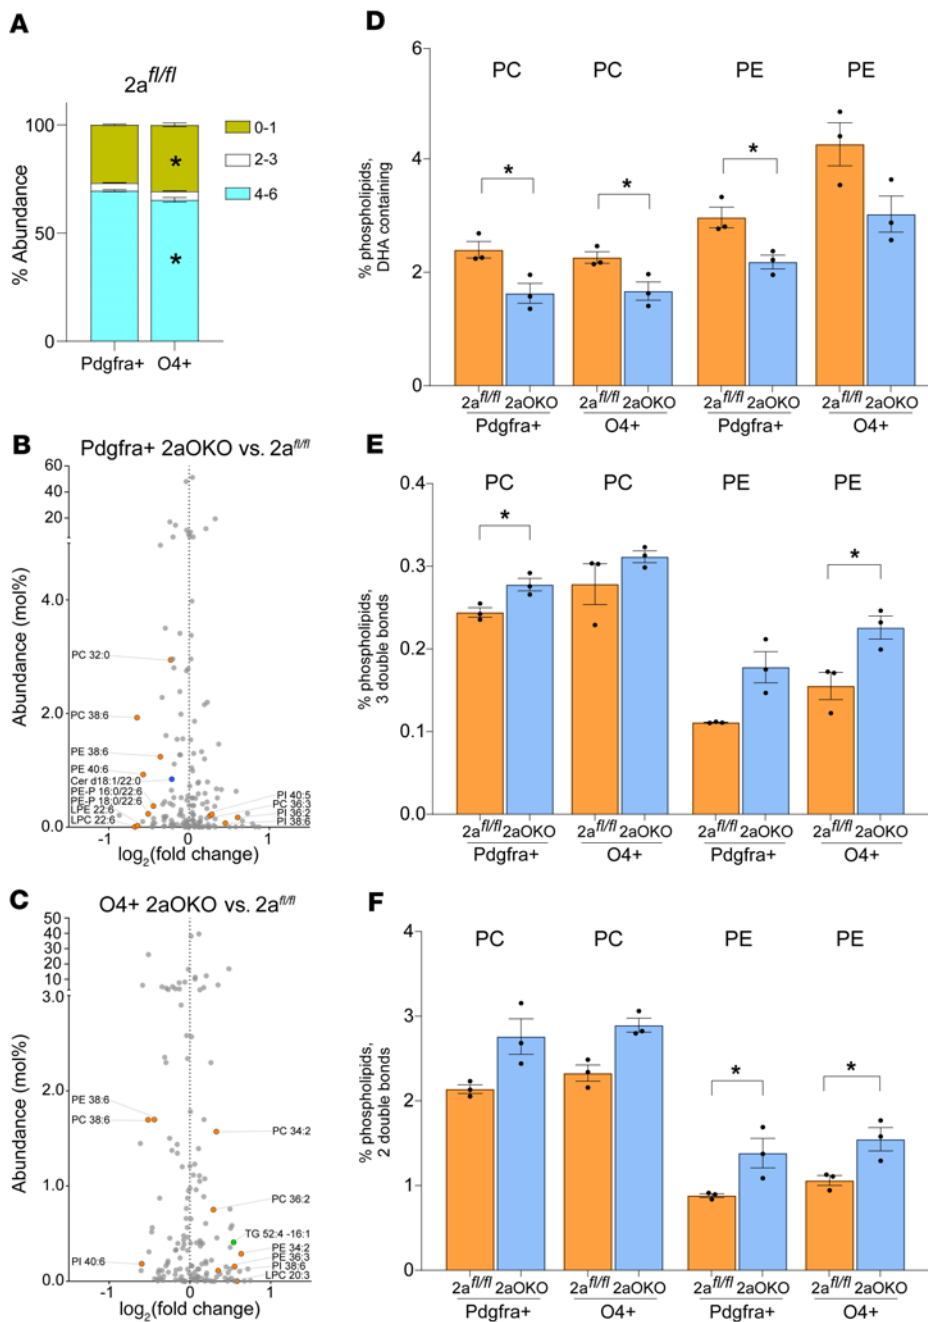 A
2a fl/fl
% Abundance
100
50
0
0-1
2-3
4-6
*
*
Pdgfra+ O4+
B
Pdgfra+ 2aOKO vs. 2a fl/fl
Abundance (mol%)
60
40
20
4.0
2.0
0.0
PC 32:0
PC 38:6
PE 38:6
PE 40:6
Cer d18:1/22:0
PE-P 16:0/22:6
PE-P 18:0/22:6
LPE 22:6
LPC 22:6
PI 40:5
PC 36:3
PI 36:2
PI 38:6
-1 0 1
log2(fold change)
C
O4+ 2aOKO vs. 2a fl/fl
Abundance (mol%)
50
40
30
20
10
3.0
2.0
1.0
0.0
PE 38:6
PC 38:6
PI 40:6
PC 34:2
PC 36:2
TG 52:4 -16:1
PE 34:2
PE 36:3
PI 38:6
LPC 20:3
-1 0 1
log2(fold change)
D
% phospholipids,
DHA containing
6
4
2
0
PC PC PE PE
* * *
2a fl/fl 2aOKO 2a fl/fl 2aOKO 2a fl/fl 2aOKO 2a fl/fl 2aOKO
Pdgfra+ O4+ Pdgfra+ O4+
E
% phospholipids,
3 double bonds
0.4
0.3
0.2
0.1
0.0
PC PC PE PE
* *
2a fl/fl 2aOKO 2a fl/fl 2aOKO 2a fl/fl 2aOKO 2a fl/fl 2aOKO
Pdgfra+ O4+ Pdgfra+ O4+
F
% phospholipids,
2 double bonds
4
3
2
1
0
PC PC PE PE
* *
2a fl/fl 2aOKO 2a fl/fl 2aOKO 2a fl/fl 2aOKO 2a fl/fl 2aOKO
Pdgfra+ O4+ Pdgfra+ O4+